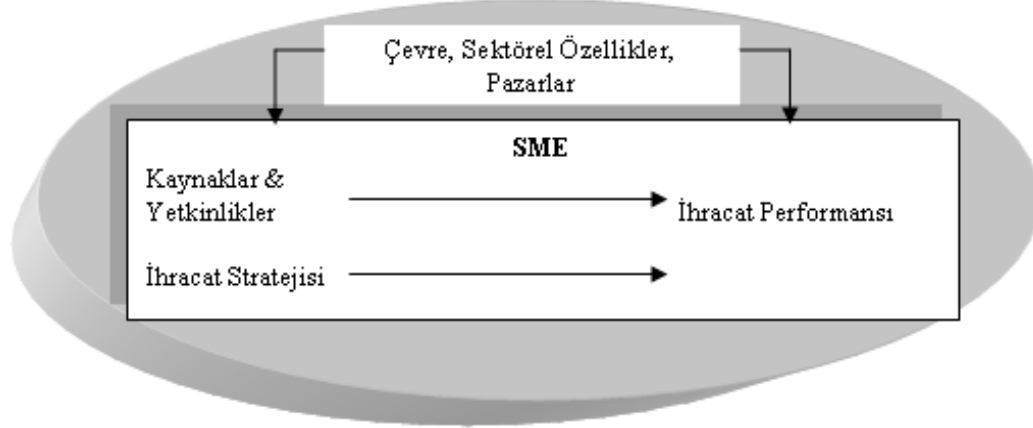 Çevre, Sektörel Özellikler,
Pazarlar
SME
Kaynaklar &
Yetkinlikler
İhracat Performansı
İhracat Stratejisi